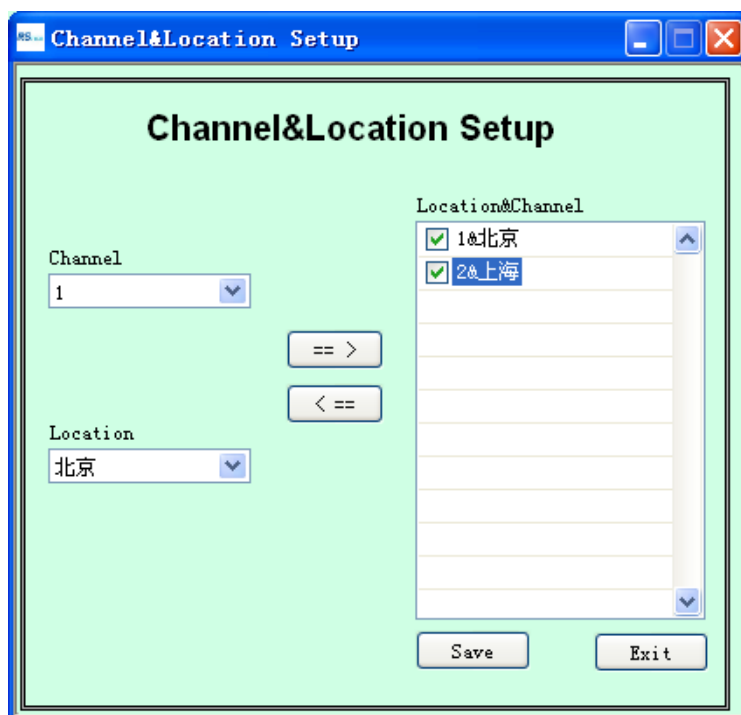 Channel&Location Setup
Channel&Location Setup
Location&Channel
1&北京
2&上海
Channel
1
== >
< ==
Location
北京
Save
Exit